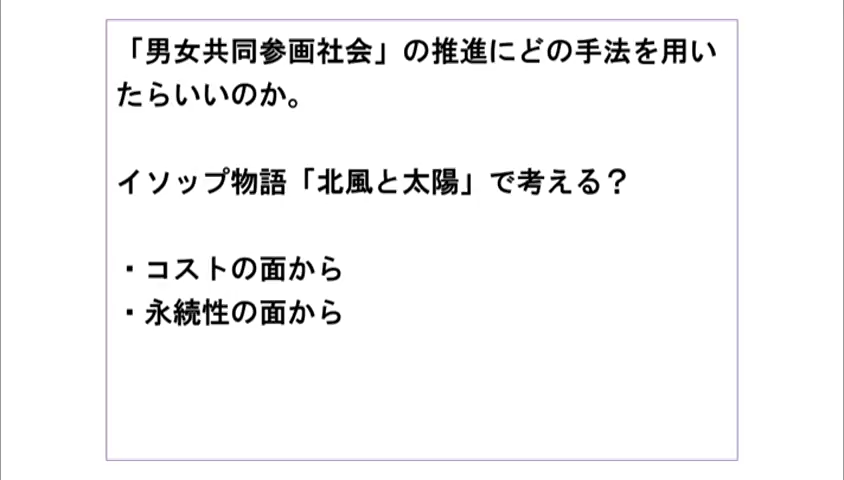 「男女共同参画社会」の推進にどの手法を用い
たらいいのか。
イソップ物語「北風と太陽」で考える？
・コストの面から
・永続性の面から